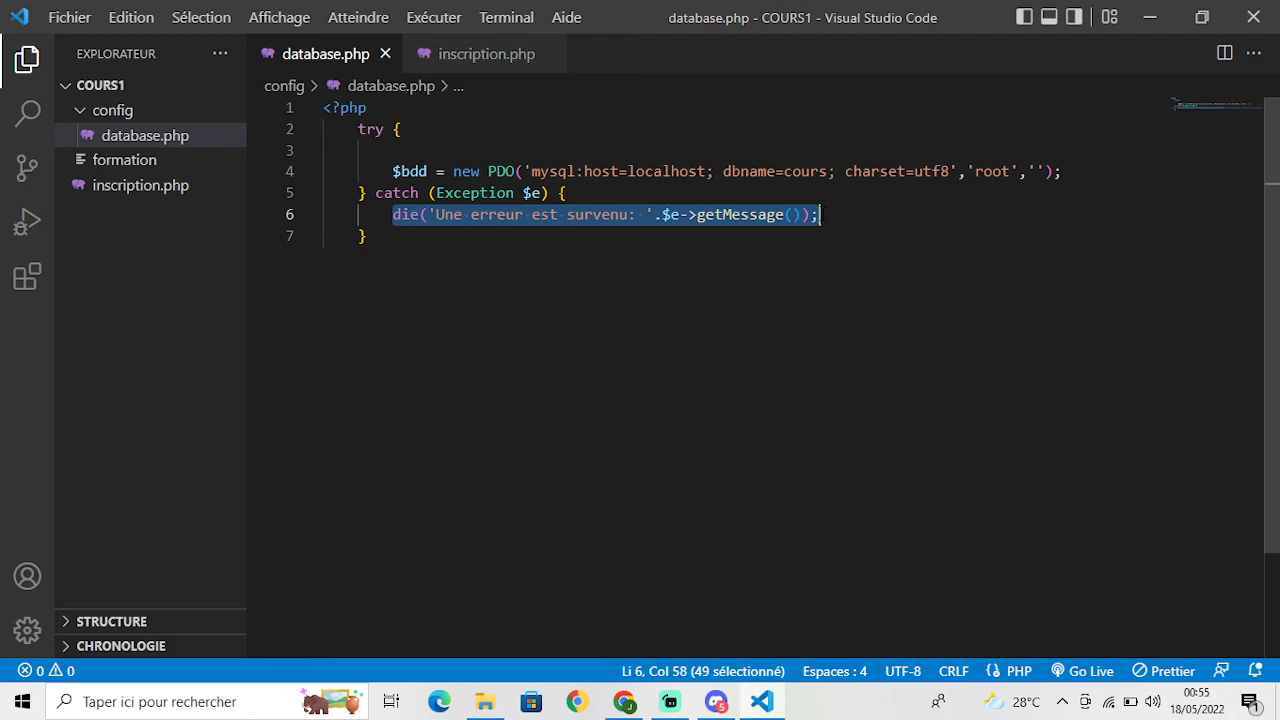 Fichier Edition Sélection Affichage Atteindre Exécuter Terminal Aide database.php - COURS1 - Visual Studio Code
EXPLORATEUR
database.php inscription.php
COURS1
config > database.php > ...
config
database.php
formation
inscription.php
1 <?php
2 try {
3
4 $bdd = new PDO('mysql:host=localhost; dbname=cours; charset=utf8','root','');
5 } catch (Exception $e) {
6 die('Une erreur est survenu: '.$e->getMessage());
7 }
STRUCTURE
CHRONOLOGIE
0 0 Li 6, Col 58 (49 sélectionné) Espaces : 4 UTF-8 CRLF {} PHP Go Live Prettier
Taper ici pour rechercher 5 28°C 00:55
18/05/2022 1